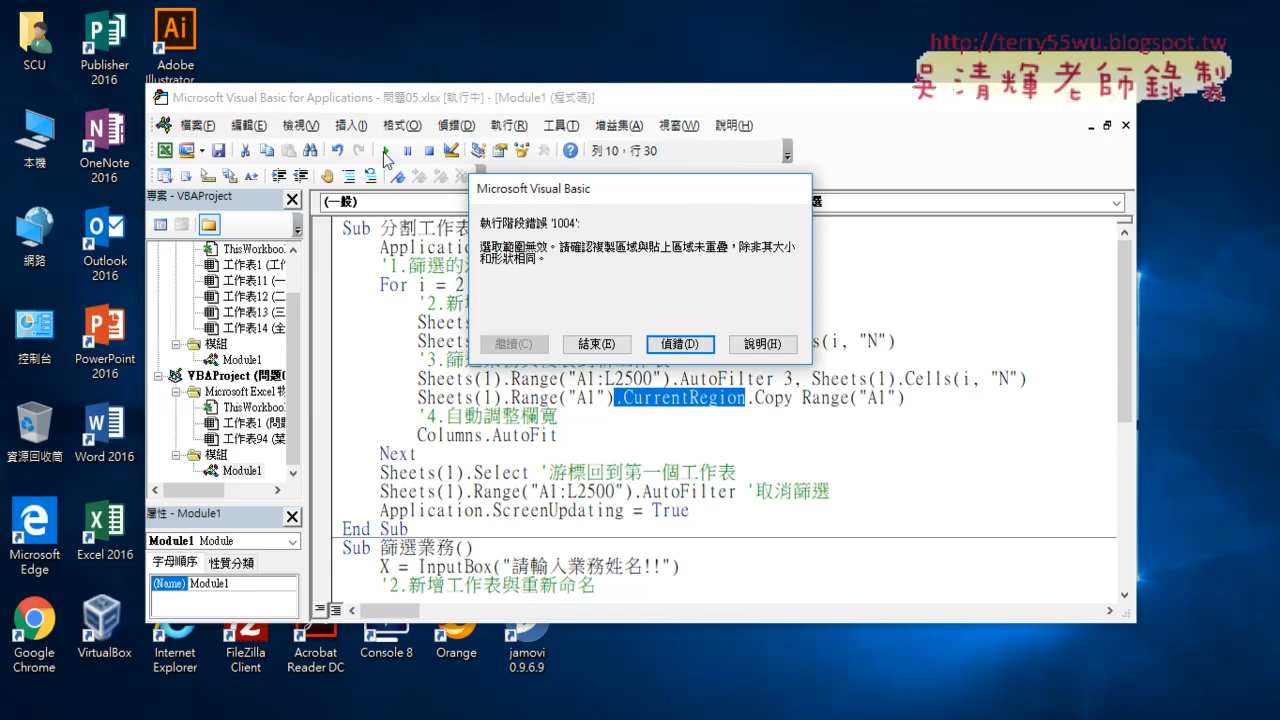 http://terry55wu.blogspot.tw
吳清輝老師錄製
SCU
Publisher 2016
Adobe Illustrator
本機
OneNote 2016
網路
Outlook 2016
控制台
PowerPoint 2016
資源回收筒
Word 2016
Microsoft Edge
Excel 2016
Google Chrome
VirtualBox
Internet Explorer
FileZilla Client
Acrobat Reader DC
Console 8
Orange
jamovi 0.9.6.9
Microsoft Visual Basic for Applications - 問題05.xlsx [執行中] - [Module1 (程式碼)]
檔案(F) 編輯(E) 檢視(V) 插入(I) 格式(O) 偵錯(D) 執行(R) 工具(T) 增益集(A) 視窗(W) 說明(H)
列 10，行 30
專案 - VBAProject
ThisWorkboo
工作表1 (工
工作表11 (一
工作表12 (二
工作表13 (三
工作表14 (全
模組
Module1
VBAProject (問題0
Microsoft Excel 物
ThisWorkboo
工作表1 (問
工作表94 (葉
模組
Module1
屬性 - Module1
Module1 Module
字母順序 性質分類
(Name) Module1
(一般)
選
Sub 分割工作表
Applicatio
'1.篩選的
For i = 2
'2.新增
Sheets
Sheets
s(i, "N")
Sheets(1).Range("A1:L2500").AutoFilter 3, Sheets(1).Cells(i, "N")
Sheets(1).Range("A1").CurrentRegion.Copy Range("A1")
'4.自動調整欄寬
Columns.AutoFit
Next
Sheets(1).Select '游標回到第一個工作表
Sheets(1).Range("A1:L2500").AutoFilter '取消篩選
Application.ScreenUpdating = True
End Sub
Sub 篩選業務()
X = InputBox("請輸入業務姓名!!")
'2.新增工作表與重新命名
Microsoft Visual Basic
執行階段錯誤 '1004':
選取範圍無效。請確認複製區域與貼上區域未重疊，除非其大小
和形狀相同。
繼續(C) 結束(E) 偵錯(D) 說明(H)